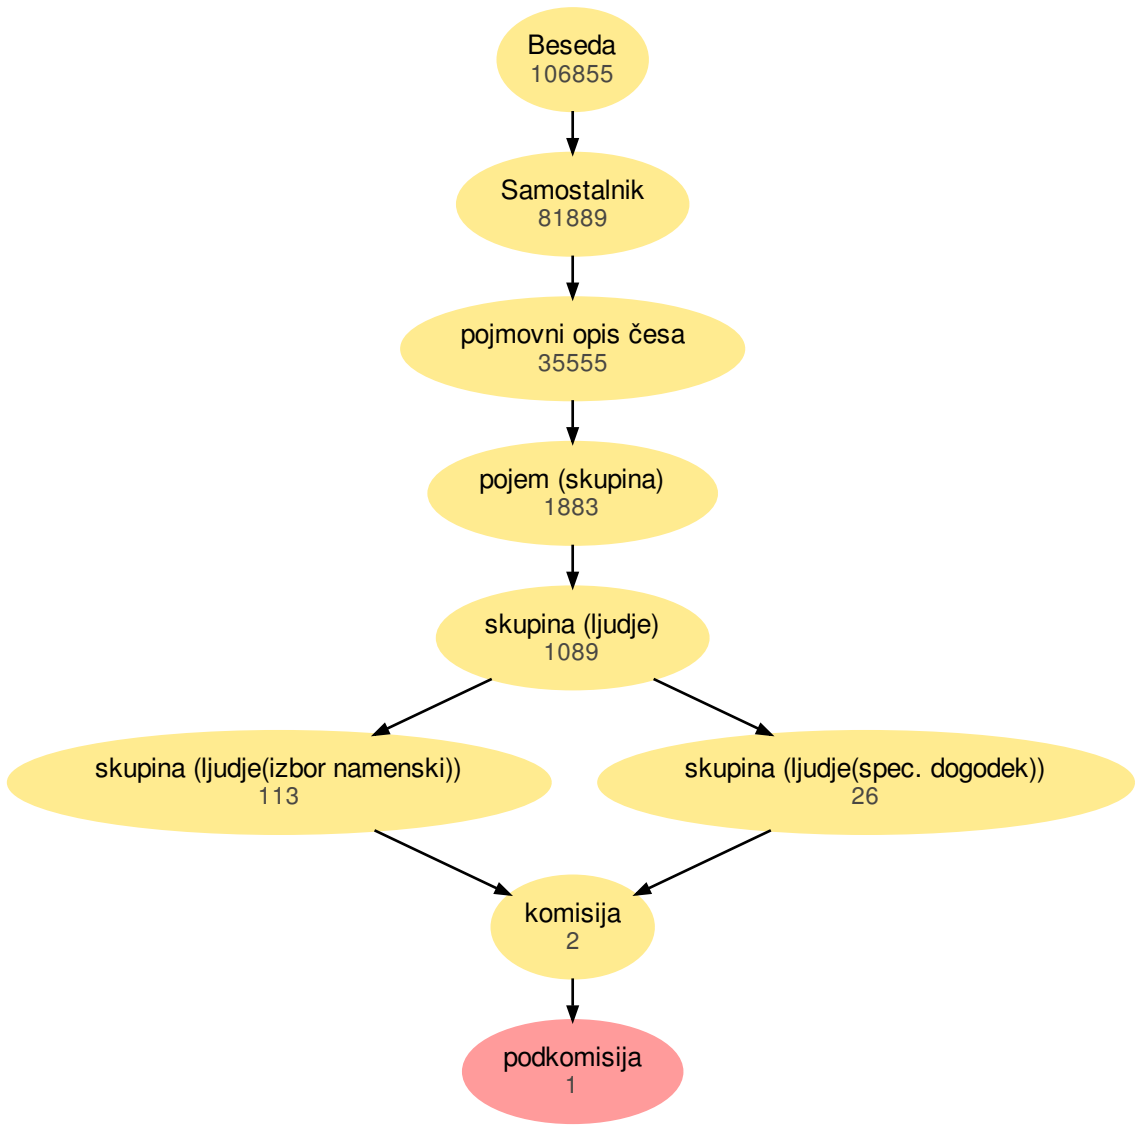 Beseda
106855
Samostalnik
81889
pojmovni opis česa
35555
pojem (skupina)
1883
skupina (ljudje)
1089
skupina (ljudje(izbor namenski))
113
skupina (ljudje(spec. dogodek))
26
komisija
2
podkomisija
1